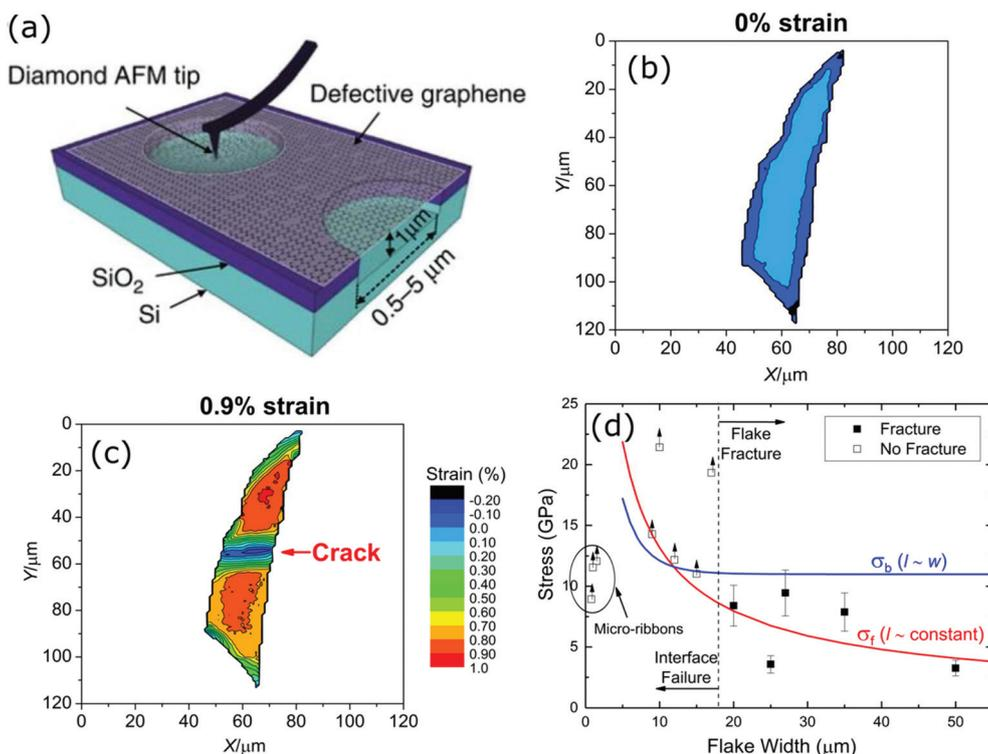 (a)
Diamond AFM tip
Defective graphene
1μm
0.5–5 μm
SiO2
Si
0% strain
(b)
0
20
40
60
80
100
120
Y/μm
0 20 40 60 80 100 120
X/μm
0.9% strain
(c)
0
20
40
60
80
100
120
Y/μm
0 20 40 60 80 100 120
X/μm
Crack
Strain (%)
-0.20
-0.10
0.0
0.10
0.20
0.30
0.40
0.50
0.60
0.70
0.80
0.90
1.0
(d)
25
20
15
10
5
0
Stress (GPa)
Flake
Fracture
Fracture
No Fracture
σb (l ~ w)
σf (l ~ constant)
Micro-ribbons
Interface
Failure
0 10 20 30 40 50
Flake Width (μm)